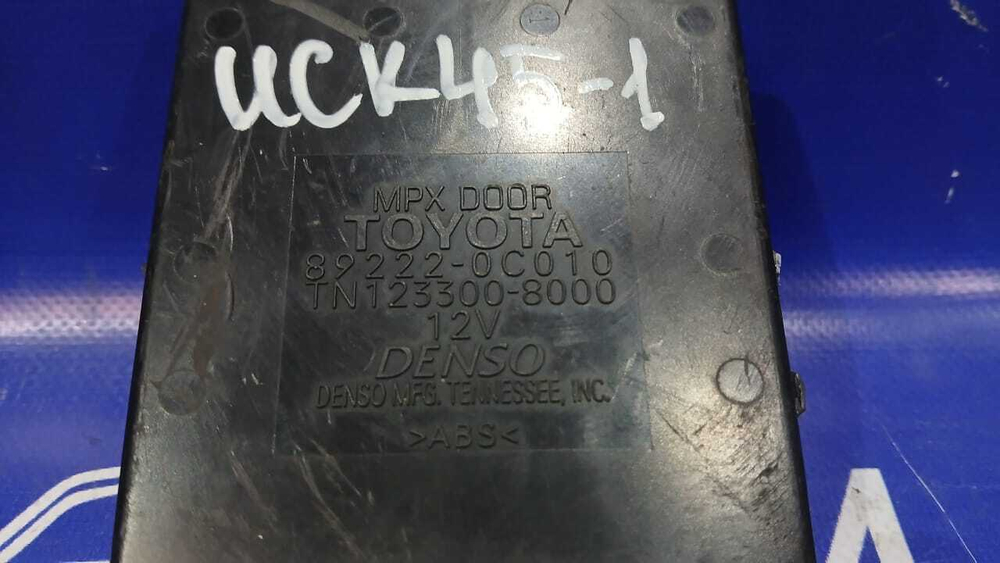 UCK45-1
MPX DOOR
TOYOTA
89222-0C010
TN123300-8000
12V
DENSO
DENSO MFG. TENNESSEE, INC.
>ABS<